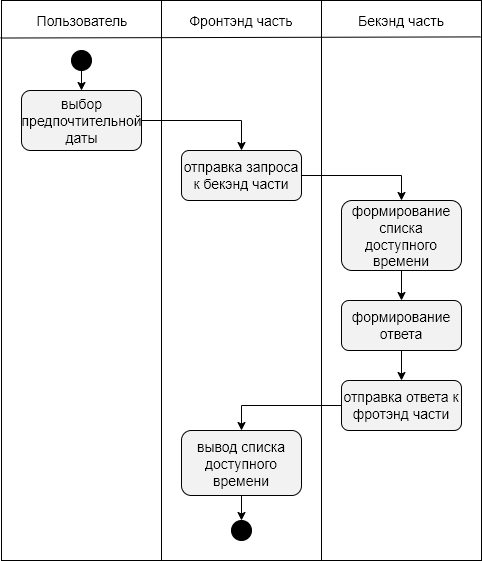 Пользователь
Фронтэнд часть
Бекэнд часть
выбор
предпочтительной
даты
отправка запроса
к бекэнд части
формирование
списка
доступного
времени
формирование
ответа
отправка ответа к
фротэнд части
вывод списка
доступного
времени